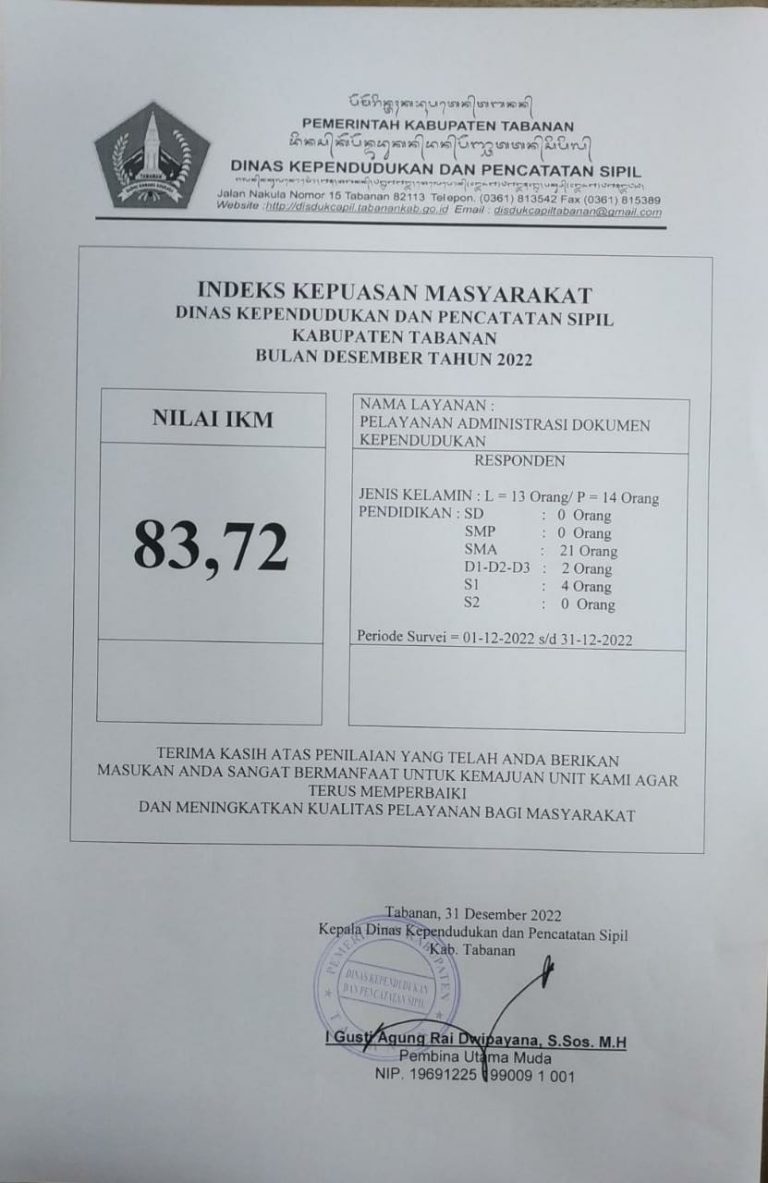 PEMERINTAH KABUPATEN TABANAN
DINAS KEPENDUDUKAN DAN PENCATATAN SIPIL
Jalan Nakula Nomor 15 Tabanan 82113 Telepon. (0361) 813542 Fax (0361) 815389
Website :http://disdukcapil.tabanankab.go.id Email : disdukcapiltabanan@gmail.com
TABANAN
INDEKS KEPUASAN MASYARAKAT
DINAS KEPENDUDUKAN DAN PENCATATAN SIPIL
KABUPATEN TABANAN
BULAN DESEMBER TAHUN 2022
NILAI IKM
83,72
NAMA LAYANAN :
PELAYANAN ADMINISTRASI DOKUMEN
KEPENDUDUKAN
RESPONDEN
JENIS KELAMIN : L = 13 Orang/ P = 14 Orang
PENDIDIKAN : SD : 0 Orang
SMP : 0 Orang
SMA : 21 Orang
D1-D2-D3 : 2 Orang
S1 : 4 Orang
S2 : 0 Orang
Periode Survei = 01-12-2022 s/d 31-12-2022
TERIMA KASIH ATAS PENILAIAN YANG TELAH ANDA BERIKAN
MASUKAN ANDA SANGAT BERMANFAAT UNTUK KEMAJUAN UNIT KAMI AGAR
TERUS MEMPERBAIKI
DAN MENINGKATKAN KUALITAS PELAYANAN BAGI MASYARAKAT
Tabanan, 31 Desember 2022
Kepala Dinas Kependudukan dan Pencatatan Sipil
Kab. Tabanan
DINAS KEPENDUDUKAN
DAN PENCATATAN SIPIL
I Gusti Agung Rai Dwipayana, S.Sos. M.H
Pembina Utama Muda
NIP. 19691225 199009 1 001